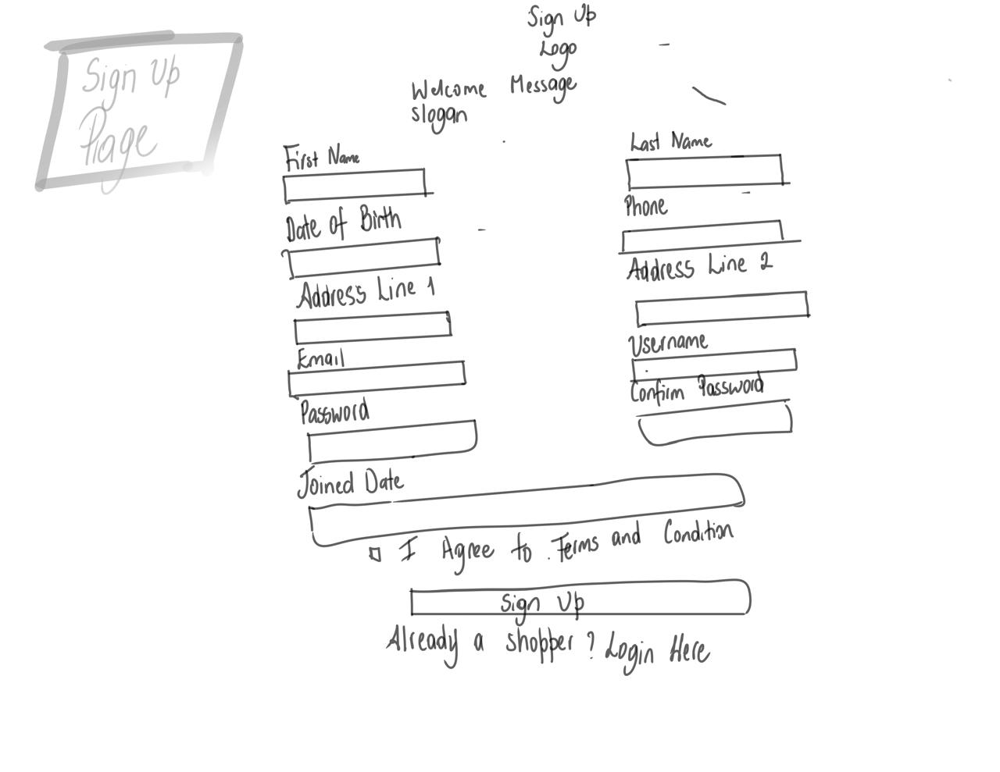 Sign Up
Page
Sign Up
Logo
Welcome Message
slogan
First Name
Last Name
Date of Birth
Phone
Address Line 1
Address Line 2
Email
Username
Password
Confirm Password
Joined Date
I Agree to Terms and Condition
Sign Up
Already a shopper? Login Here